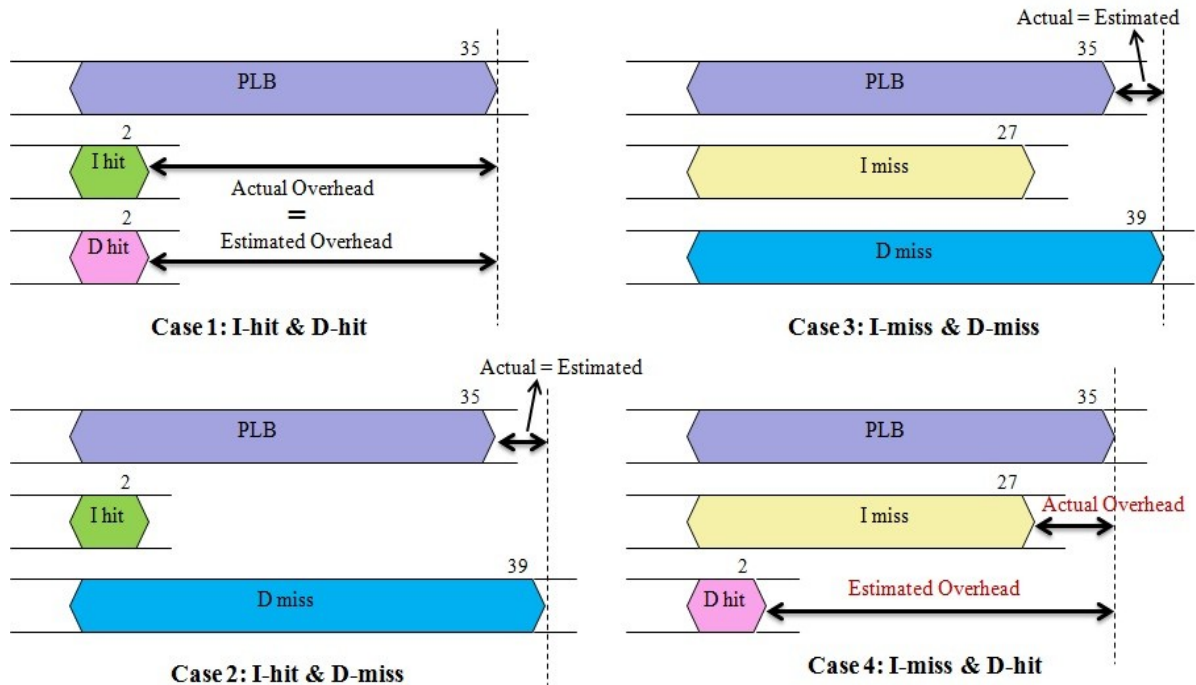 35
PLB
2
I hit
Actual Overhead
=
2
D hit
Estimated Overhead
Case 1: I-hit & D-hit
Actual = Estimated
35
PLB
27
I miss
39
D miss
Case 3: I-miss & D-miss
Actual = Estimated
35
PLB
2
I hit
39
D miss
Case 2: I-hit & D-miss
35
PLB
27
I miss
Actual Overhead
2
D hit
Estimated Overhead
Case 4: I-miss & D-hit